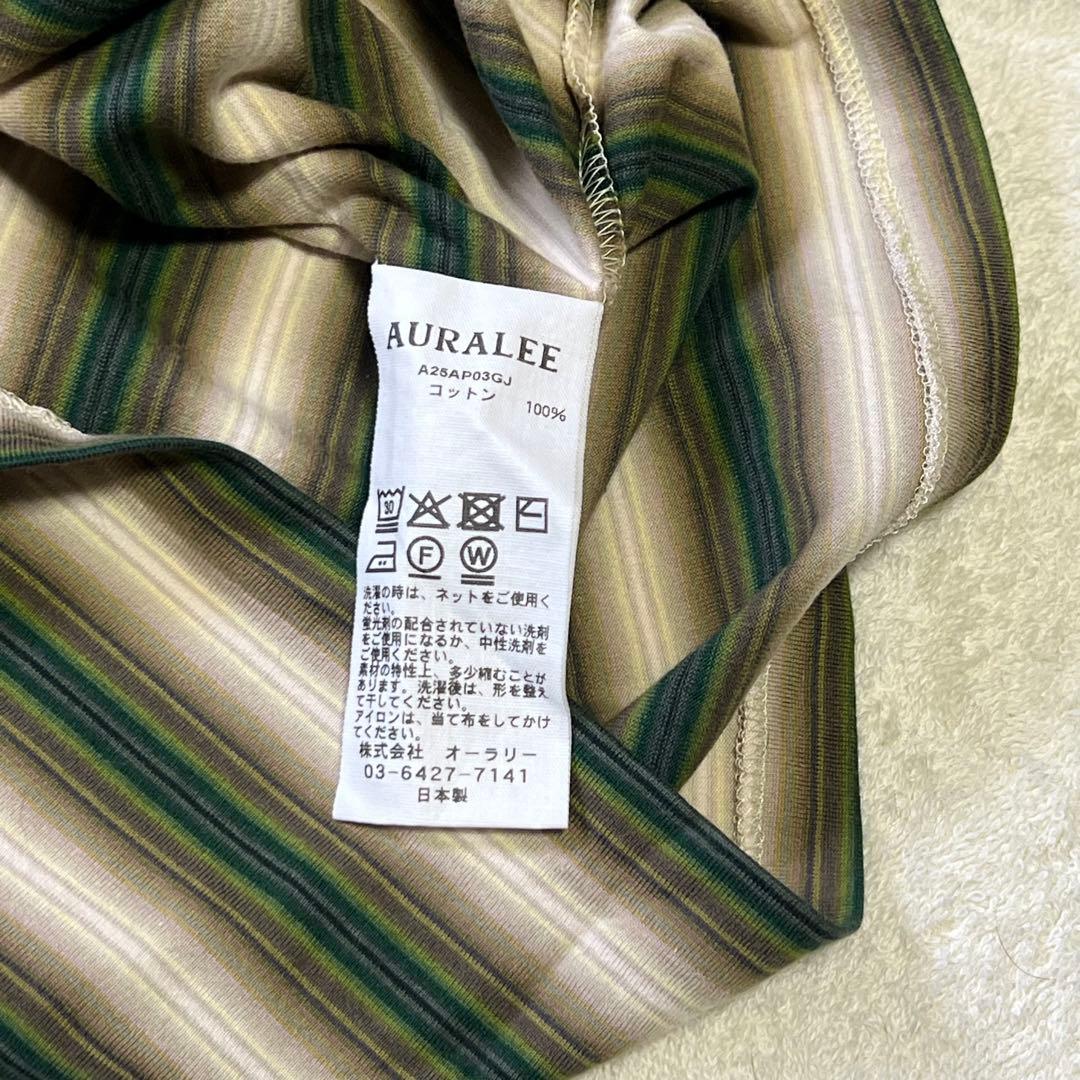 AURALEE
A25AP03GJ
コットン 100%
30
F W
洗濯の時は、ネットをご使用く
ださい。
蛍光剤の配合されていない洗剤
をご使用になるか、中性洗剤を
ご使用ください。
素材の特性上、多少縮むことが
あります。洗濯後は、形を整え
て干してください。
アイロンは、当て布をしてかけ
てください。
株式会社 オーラリー
03-6427-7141
日本製